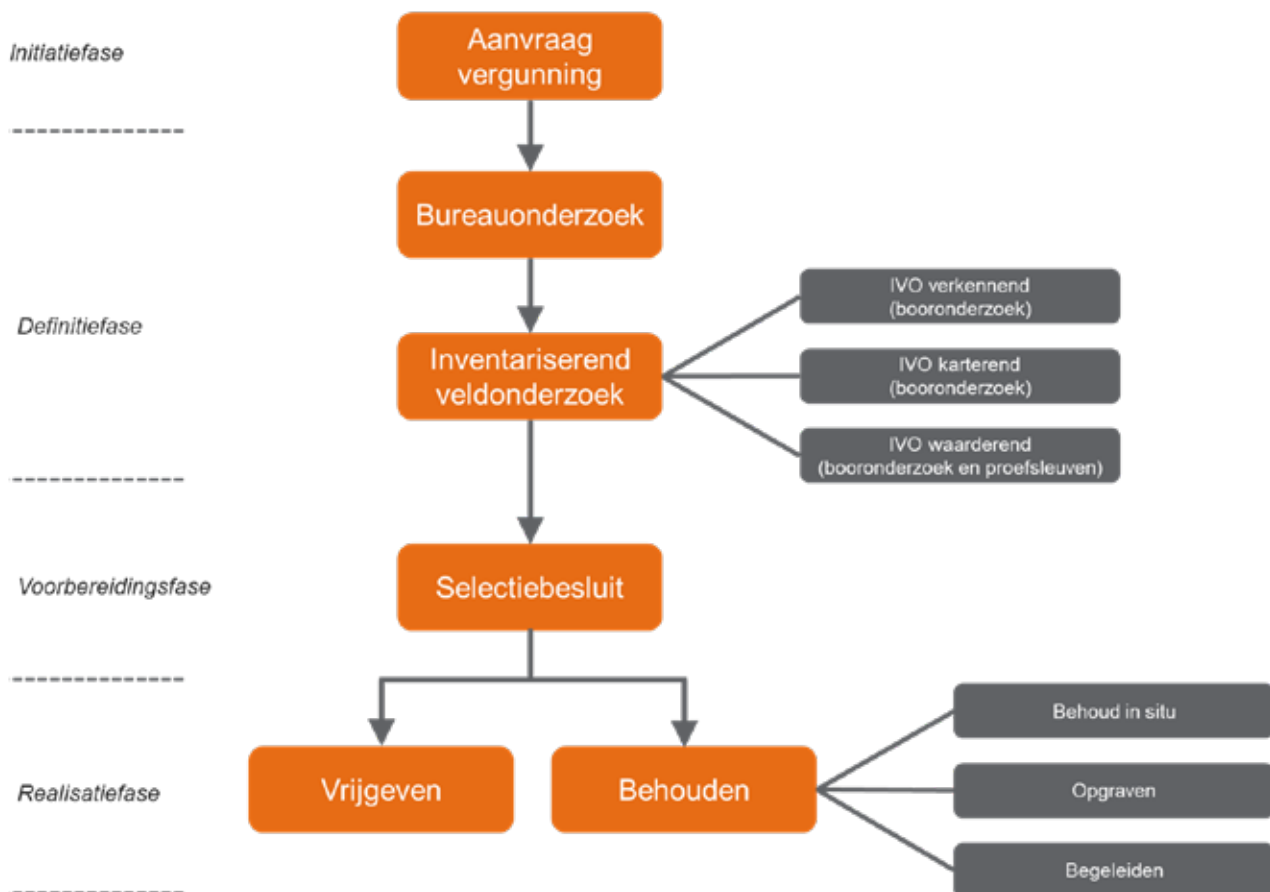 Initiatiefase
Aanvraag
vergunning
Bureauonderzoek
Definitiefase
Inventariserend
veldonderzoek
IVO verkennend
(booronderzoek)
IVO karterend
(booronderzoek)
IVO waarderend
(booronderzoek en proefsleuven)
Voorbereidingsfase
Selectiebesluit
Realisatiefase
Vrijgeven
Behouden
Behoud in situ
Opgraven
Begeleiden